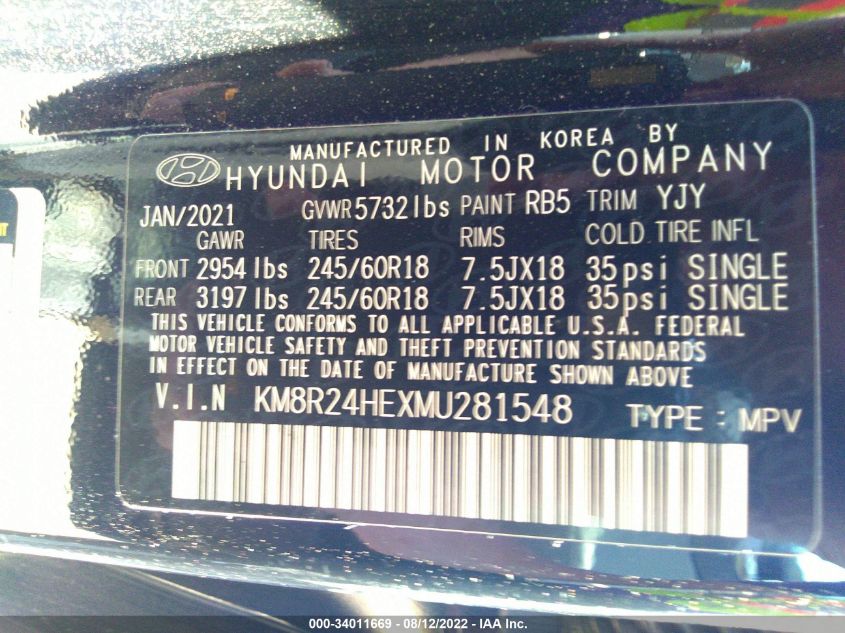 MANUFACTURED IN KOREA BY
HYUNDAI MOTOR COMPANY
JAN/2021 GVWR 5732 lbs PAINT RB5 TRIM YJY
GAWR TIRES RIMS COLD TIRE INFL
FRONT 2954 lbs 245/60R18 7.5JX18 35psi SINGLE
REAR 3197 lbs 245/60R18 7.5JX18 35psi SINGLE
THIS VEHICLE CONFORMS TO ALL APPLICABLE U.S.A. FEDERAL
MOTOR VEHICLE SAFETY AND THEFT PREVENTION STANDARDS
IN EFFECT ON THE DATE OF MANUFACTURE SHOWN ABOVE
V.I.N KM8R24HEXMU281548 TYPE : MPV
000-34011669 - 08/12/2022 - IAA Inc.